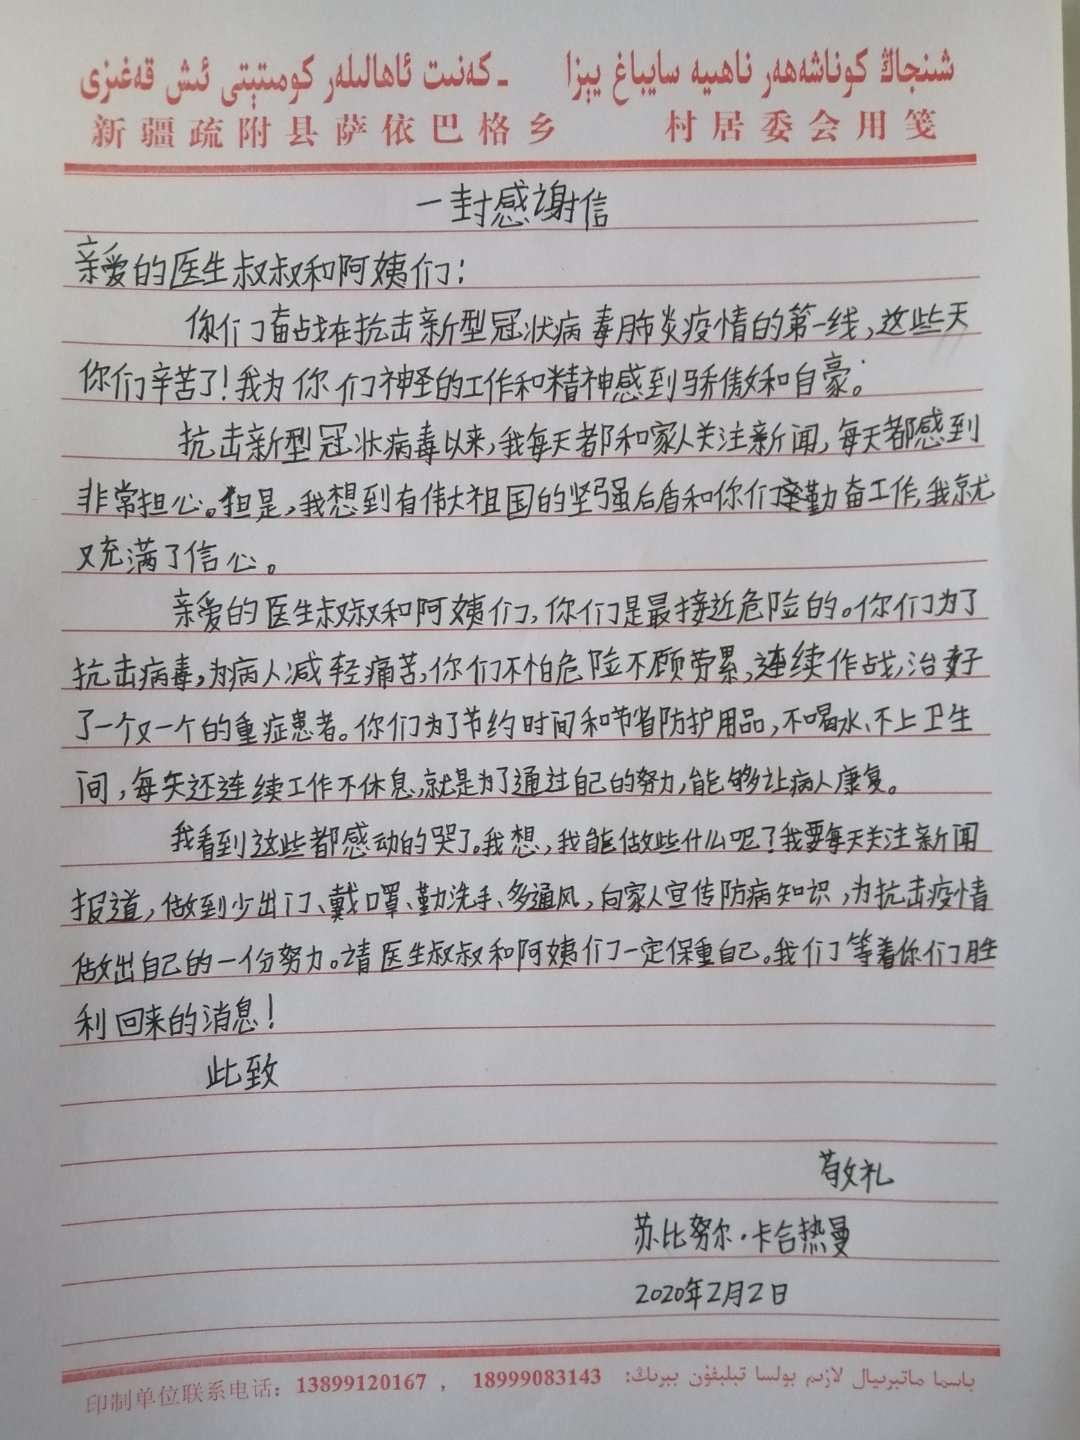 شىنجاڭ كوناشەھەر ناھىيە سايباغ يېزا - كەنىت ئاھالىلەر كومىتېتى ئىش قەغىزى
新疆疏附县萨依巴格乡 村居委会用笺
一封感谢信
亲爱的医生叔叔和阿姨们：
你们奋战在抗击新型冠状病毒肺炎疫情的第一线，这些天
你们辛苦了！我为你们神圣的工作和精神感到骄傲和自豪。
抗击新型冠状病毒以来，我每天都和家人关注新闻，每天都感到
非常担心。但是，我想到有伟大祖国的坚强后盾和你们勤奋工作，我就
又充满了信心。
亲爱的医生叔叔和阿姨们，你们是最接近危险的。你们为了
抗击病毒，为病人减轻痛苦，你们不怕危险不顾劳累，连续作战，治好
了一个又一个的重症患者。你们为了节约时间和节省防护用品，不喝水、不上卫生
间，每天还连续工作不休息，就是为了通过自己的努力，能够让病人康复。
我看到这些都感动的哭了。我想，我能做些什么呢？我要每天关注新闻
报道，做到少出门、戴口罩、勤洗手、多通风，向家人宣传防病知识，为抗击疫情
做出自己的一份努力。请医生叔叔和阿姨们一定保重自己。我们等着你们胜
利回来的消息！
此致
敬礼
苏比努尔·卡合热曼
2020年2月2日
印制单位联系电话：13899120167， 18999083143 باسما ماتېرىيال لازىم بولسا تېلېفۇن بېرىڭ: